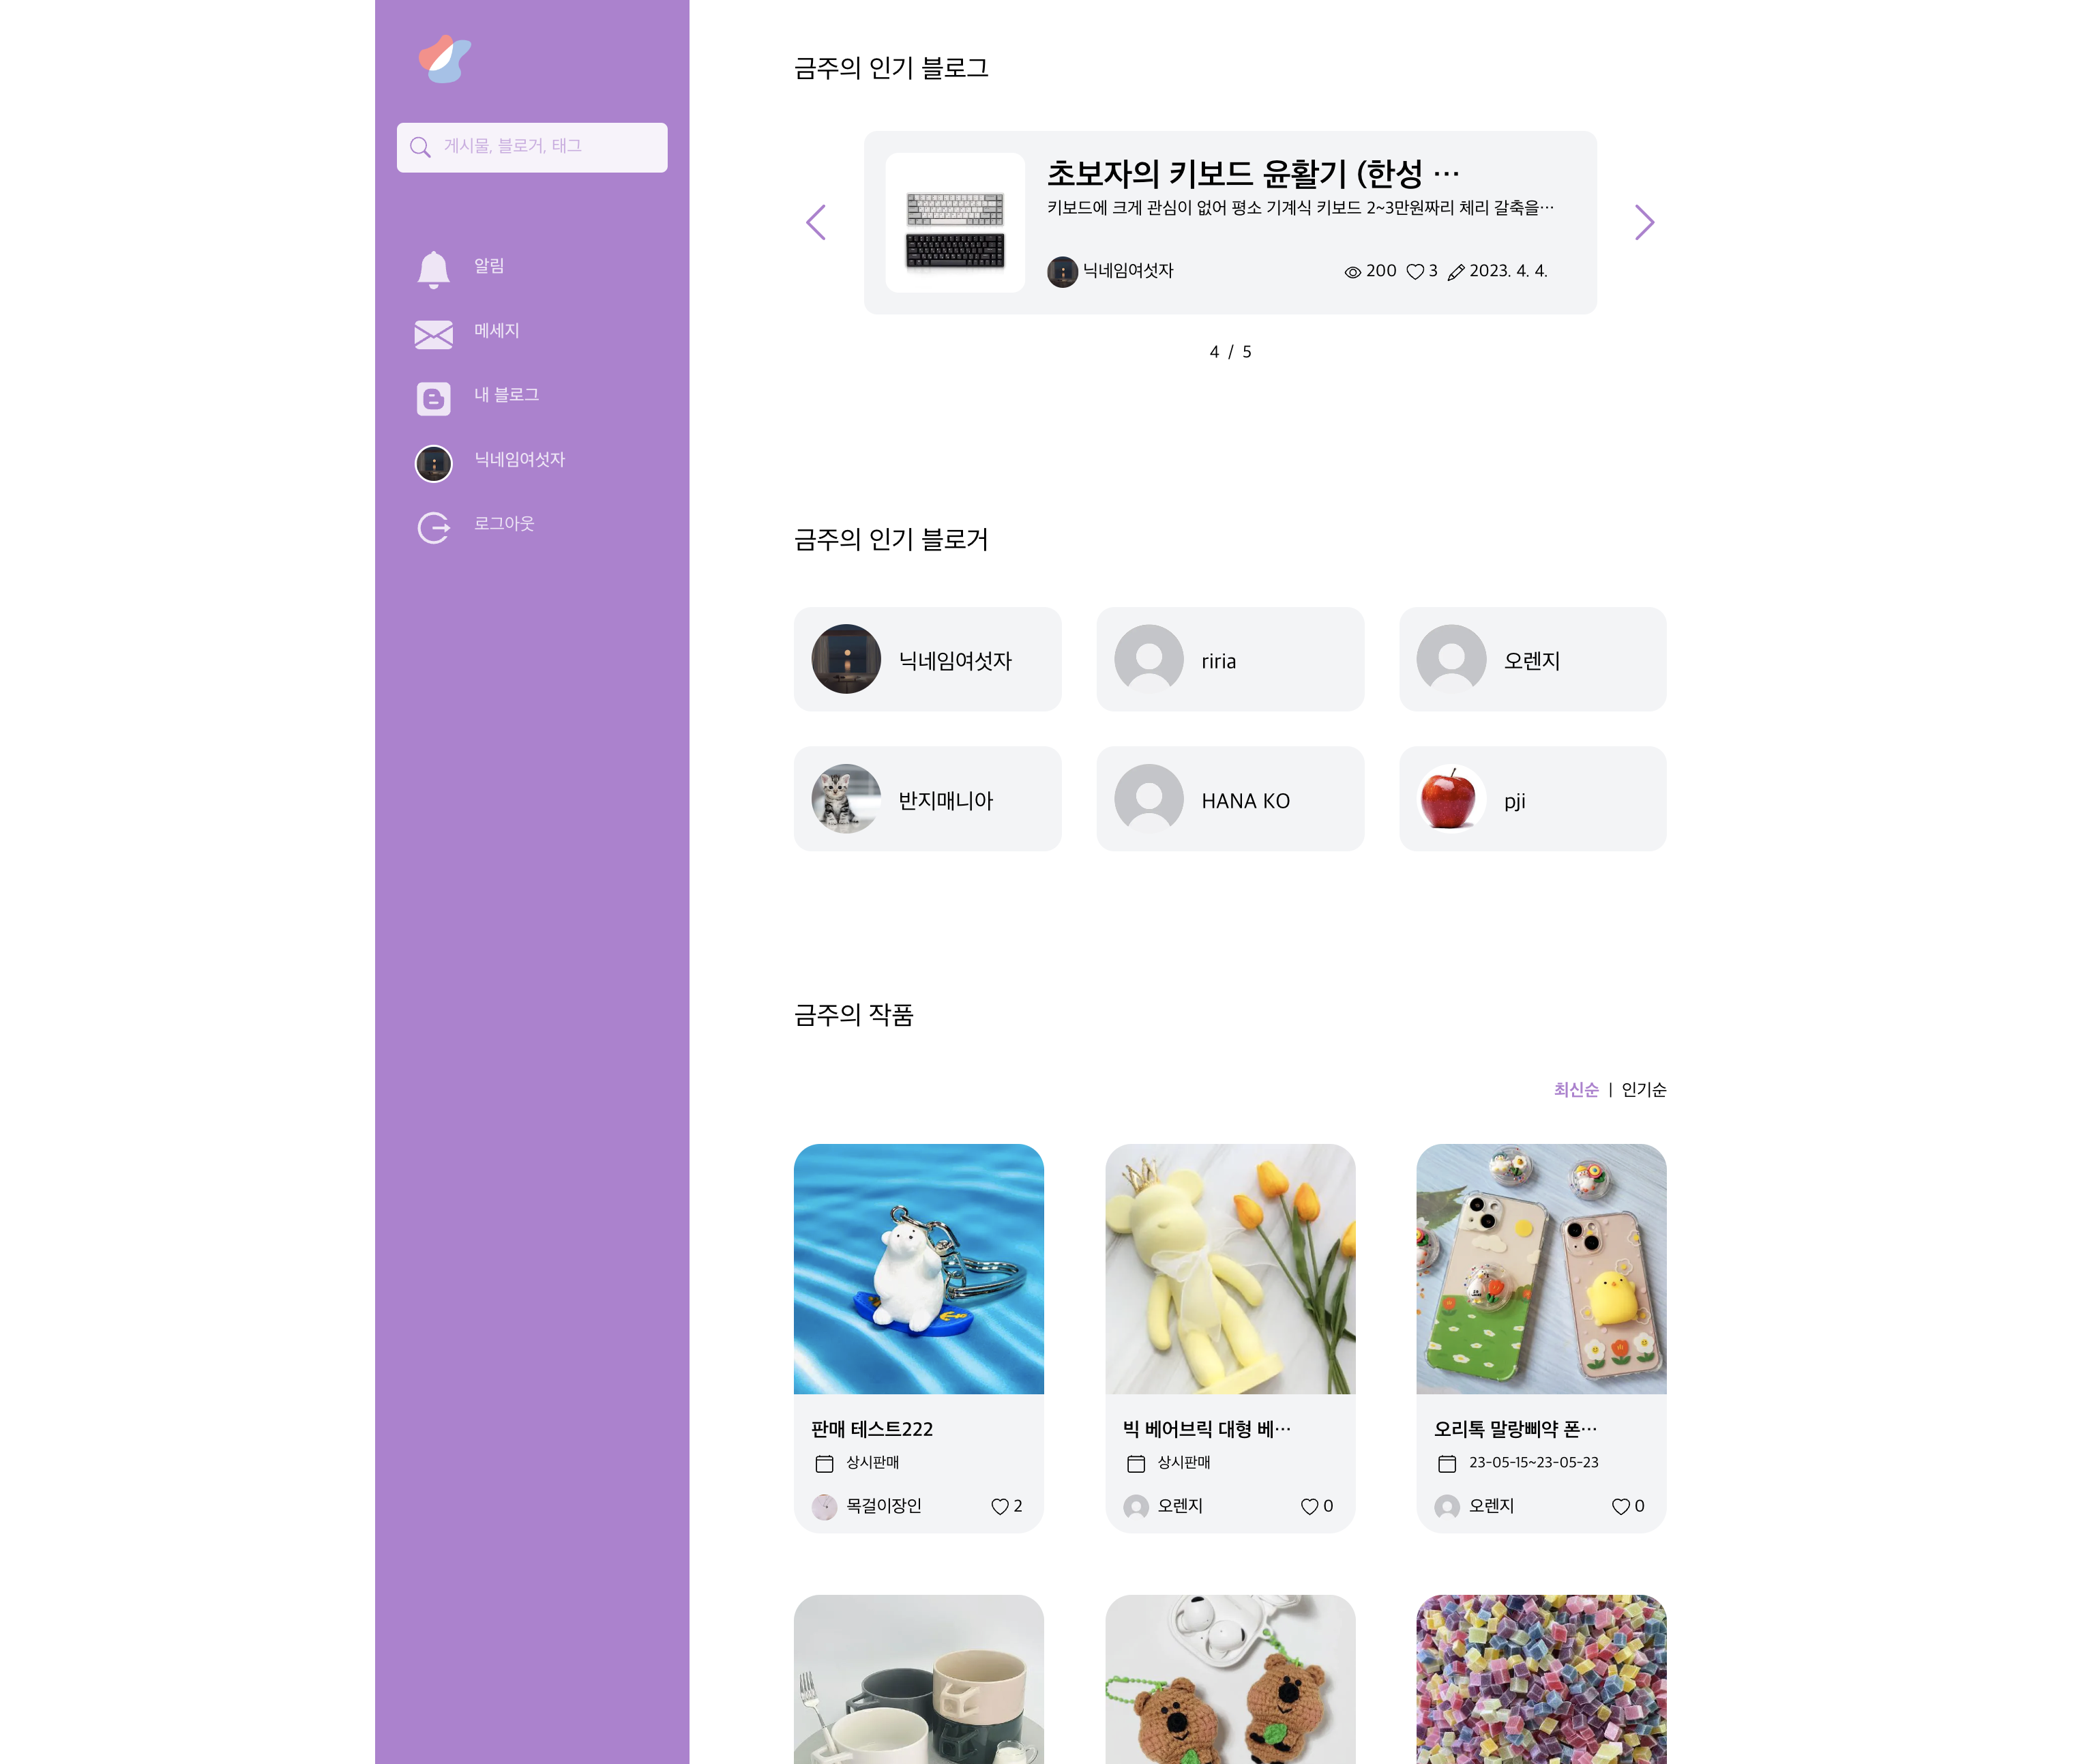 게시물, 블로거, 태그
알림
메세지
내 블로그
닉네임여섯자
로그아웃
금주의 인기 블로그
초보자의 키보드 윤활기 (한성 ···
키보드에 크게 관심이 없어 평소 기계식 키보드 2~3만원짜리 체리 갈축을···
닉네임여섯자 200 3 2023. 4. 4.
4 / 5
금주의 인기 블로거
닉네임여섯자
riria
오렌지
반지매니아
HANA KO
pji
금주의 작품
최신순 | 인기순
판매 테스트222
상시판매
목걸이장인 2
빅 베어브릭 대형 베···
상시판매
오렌지 0
오리톡 말랑삐약 폰···
23-05-15~23-05-23
오렌지 0